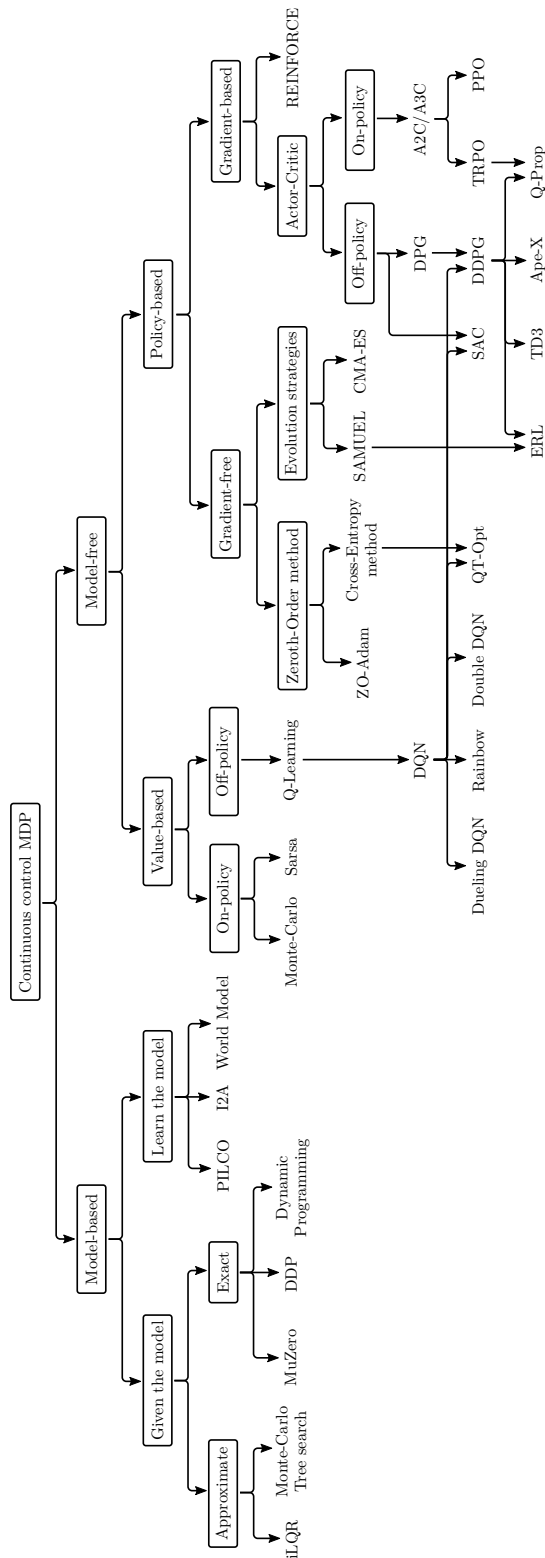 Continuous control MDP
Model-based
Model-free
Given the model
Learn the model
Value-based
Policy-based
Approximate
Exact
PILCO
I2A
World Model
On-policy
Off-policy
Gradient-free
Gradient-based
iLQR
Monte-Carlo
Tree search
MuZero
DDP
Dynamic
Programming
Monte-Carlo
Sarsa
Q-Learning
Zeroth-Order method
Evolution strategies
Actor-Critic
REINFORCE
ZO-Adam
Cross-Entropy
method
SAMUEL
CMA-ES
Off-policy
On-policy
DQN
DPG
A2C/A3C
Dueling DQN
Rainbow
Double DQN
QT-Opt
SAC
DDPG
TRPO
PPO
ERL
TD3
Ape-X
Q-Prop